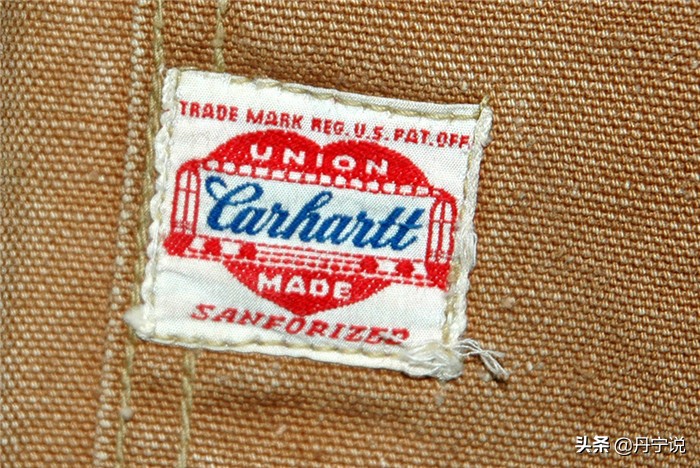 TRADE MARK REG. U.S. PAT. OFF.
UNION
Carhartt
MADE
SANFORIZED
头条 @丹宁说